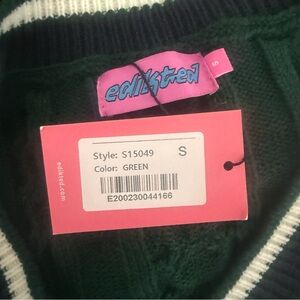 edikted
S
Style: S15049 S
Color: GREEN
E200230044166
edikted.com